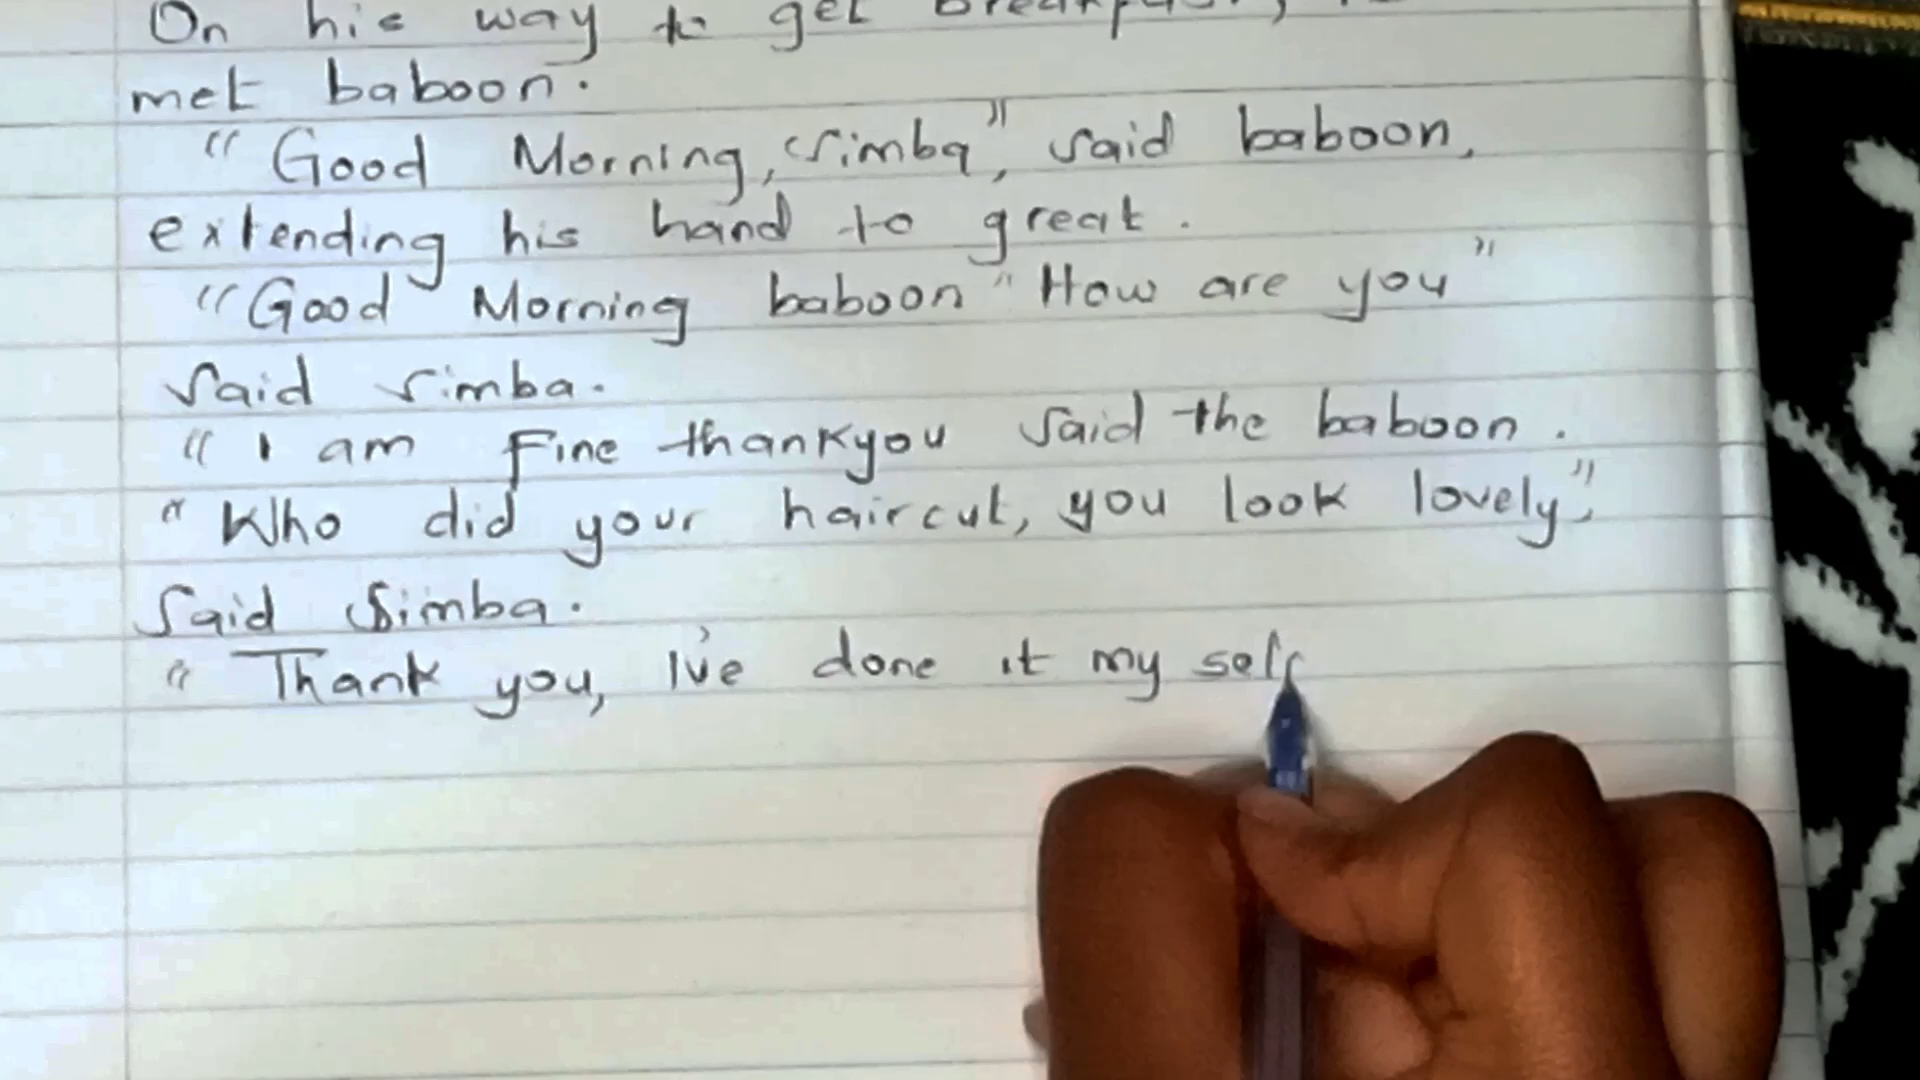 On his way to get breakfast,
met baboon.
"Good Morning, Simba", said baboon,
extending his hand to great.
"Good Morning baboon "How are you"
said simba.
"I am fine thankyou said the baboon.
"Who did your haircut, you look lovely",
said Simba.
"Thank you, I've done it my self